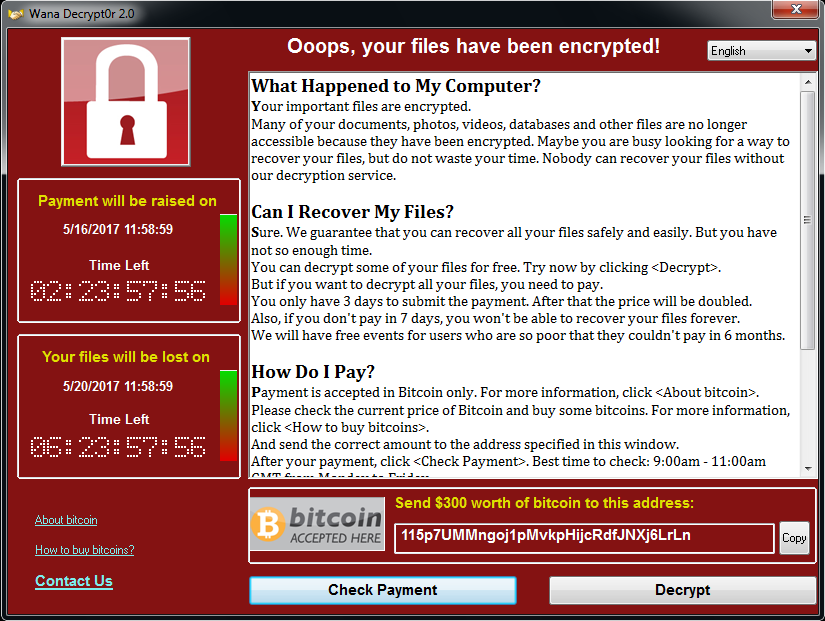 Wana Decrypt0r 2.0
Ooops, your files have been encrypted!
English
Payment will be raised on
5/16/2017 11:58:59
Time Left
02:23:57:56
Your files will be lost on
5/20/2017 11:58:59
Time Left
06:23:57:56
About bitcoin
How to buy bitcoins?
Contact Us
What Happened to My Computer?
Your important files are encrypted.
Many of your documents, photos, videos, databases and other files are no longer
accessible because they have been encrypted. Maybe you are busy looking for a way to
recover your files, but do not waste your time. Nobody can recover your files without
our decryption service.
Can I Recover My Files?
Sure. We guarantee that you can recover all your files safely and easily. But you have
not so enough time.
You can decrypt some of your files for free. Try now by clicking <Decrypt>.
But if you want to decrypt all your files, you need to pay.
You only have 3 days to submit the payment. After that the price will be doubled.
Also, if you don't pay in 7 days, you won't be able to recover your files forever.
We will have free events for users who are so poor that they couldn't pay in 6 months.
How Do I Pay?
Payment is accepted in Bitcoin only. For more information, click <About bitcoin>.
Please check the current price of Bitcoin and buy some bitcoins. For more information,
click <How to buy bitcoins>.
And send the correct amount to the address specified in this window.
After your payment, click <Check Payment>. Best time to check: 9:00am - 11:00am
GMT from Monday to Friday.
bitcoin
ACCEPTED HERE
Send $300 worth of bitcoin to this address:
115p7UMMngoj1pMvkpHijcRdfJNXj6LrLn
Copy
Check Payment
Decrypt